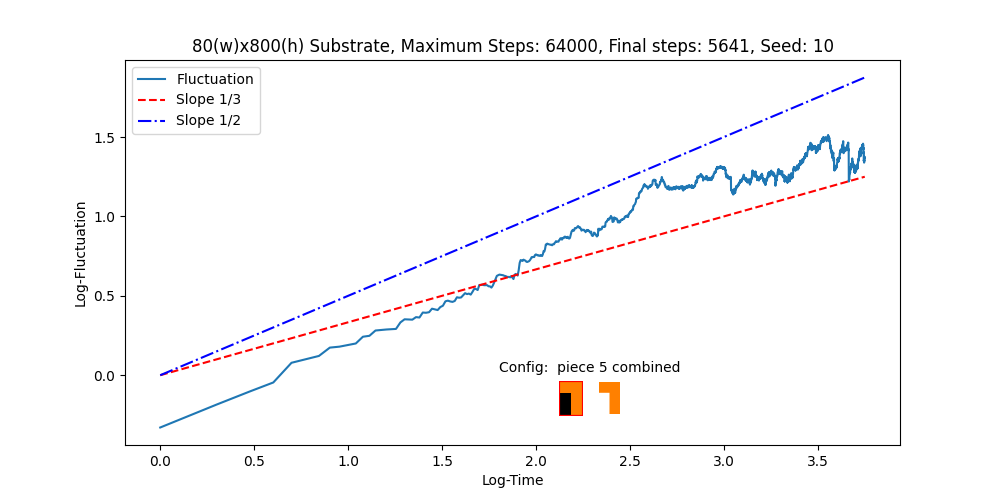 80(w)x800(h) Substrate, Maximum Steps: 64000, Final steps: 5641, Seed: 10
Fluctuation
Slope 1/3
Slope 1/2
Log-Fluctuation
1.5
1.0
0.5
0.0
Config:  piece 5 combined
0.0 0.5 1.0 1.5 2.0 2.5 3.0 3.5
Log-Time